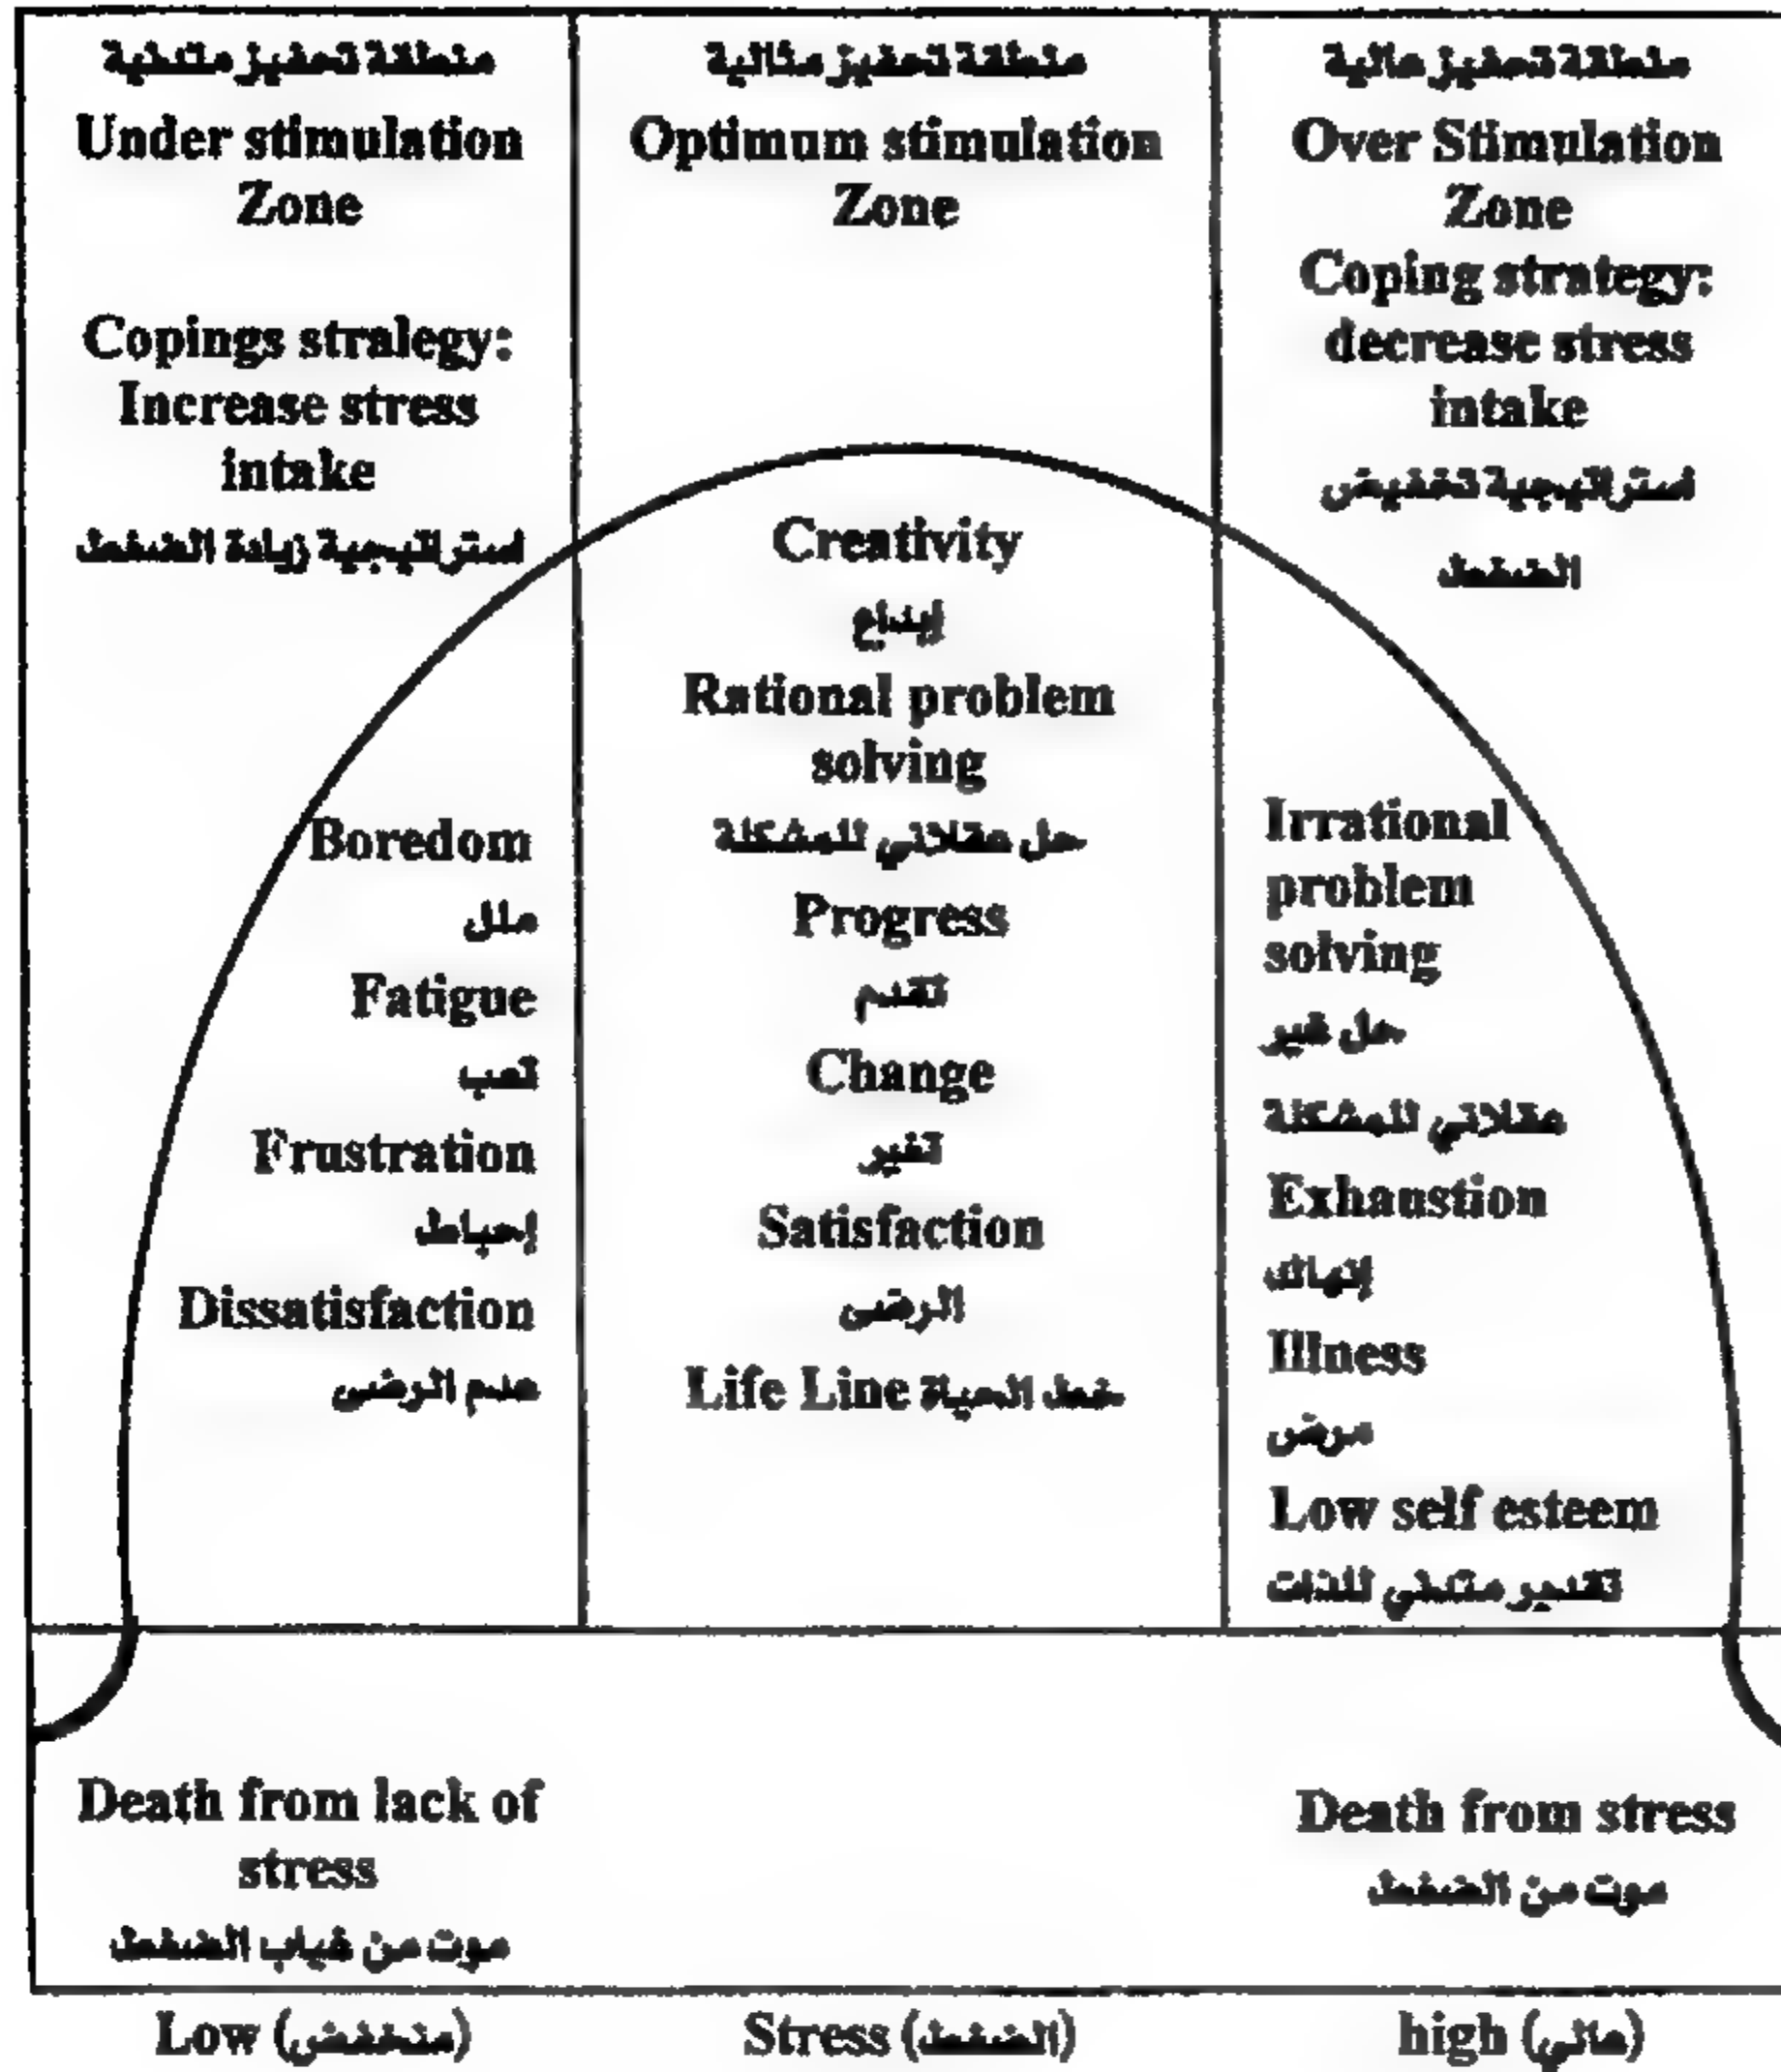 منطقة تحفيز متدنية
Under stimulation
Zone
Copings stralegy:
Increase stress
intake
استراتيجية زيادة الضغط
Boredom
ملل
Fatigue
تعب
Frustration
إحباط
Dissatisfaction
عدم الرضى
منطقة تحفيز مثالية
Optimum stimulation
Zone
Creativity
إبداع
Rational problem
solving
حل عقلاني للمشكلة
Progress
تقدم
Change
تغير
Satisfaction
الرضى
Life Line خط الحياة
منطقة تحفيز عالية
Over Stimulation
Zone
Coping strategy:
decrease stress
intake
استراتيجية تخفيض
الضغط
Irrational
problem
solving
حل غير
عقلاني للمشكلة
Exhaustion
إنهاك
Illness
مرض
Low self esteem
تقدير متدني للذات
Death from lack of
stress
موت من غياب الضغط
Death from stress
موت من الضغط
Low (منخفض)
Stress (الضغط)
high (عالي)